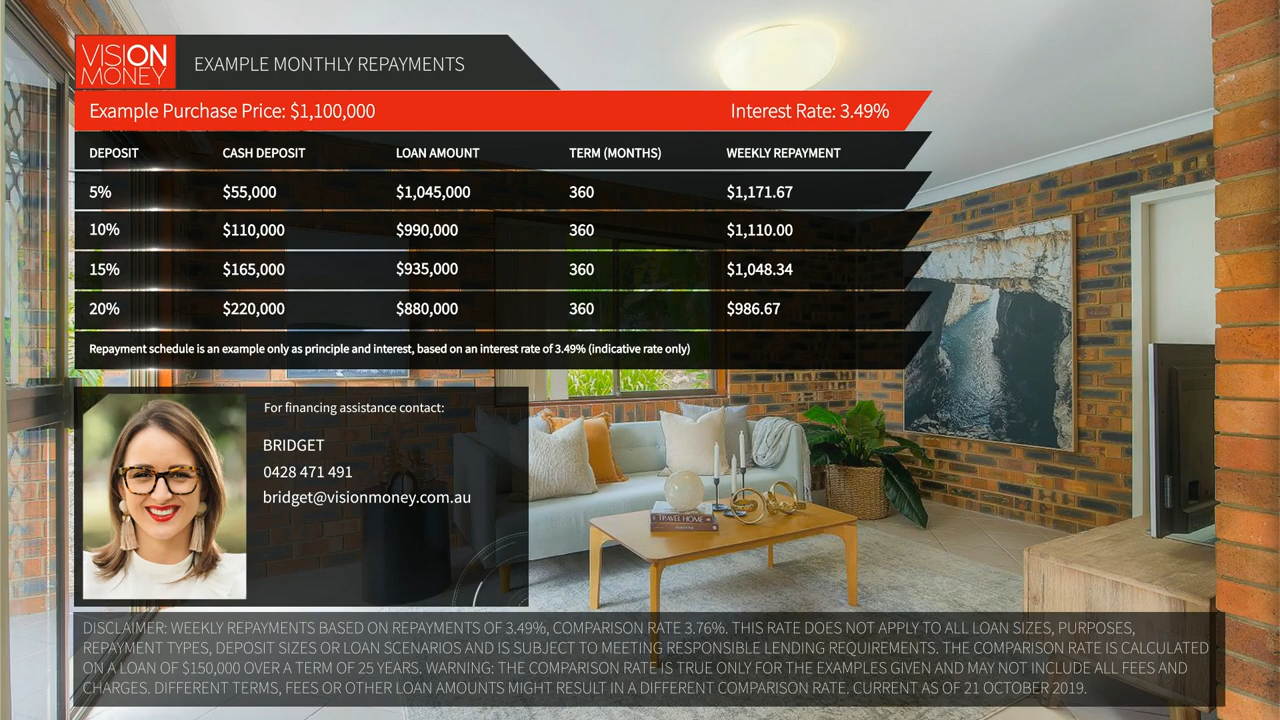 VISION
MONEY
EXAMPLE MONTHLY REPAYMENTS
Example Purchase Price: $1,100,000 Interest Rate: 3.49%
DEPOSIT CASH DEPOSIT LOAN AMOUNT TERM (MONTHS) WEEKLY REPAYMENT
5% $55,000 $1,045,000 360 $1,171.67
10% $110,000 $990,000 360 $1,110.00
15% $165,000 $935,000 360 $1,048.34
20% $220,000 $880,000 360 $986.67
Repayment schedule is an example only as principle and interest, based on an interest rate of 3.49% (indicative rate only)
For financing assistance contact:
BRIDGET
0428 471 491
bridget@visionmoney.com.au
TRAVEL HOME
DISCLAIMER: WEEKLY REPAYMENTS BASED ON REPAYMENTS OF 3.49%, COMPARISON RATE 3.76%. THIS RATE DOES NOT APPLY TO ALL LOAN SIZES, PURPOSES,
REPAYMENT TYPES, DEPOSIT SIZES OR LOAN SCENARIOS AND IS SUBJECT TO MEETING RESPONSIBLE LENDING REQUIREMENTS. THE COMPARISON RATE IS CALCULATED
ON A LOAN OF $150,000 OVER A TERM OF 25 YEARS. WARNING: THE COMPARISON RATE IS TRUE ONLY FOR THE EXAMPLES GIVEN AND MAY NOT INCLUDE ALL FEES AND
CHARGES. DIFFERENT TERMS, FEES OR OTHER LOAN AMOUNTS MIGHT RESULT IN A DIFFERENT COMPARISON RATE. CURRENT AS OF 21 OCTOBER 2019.